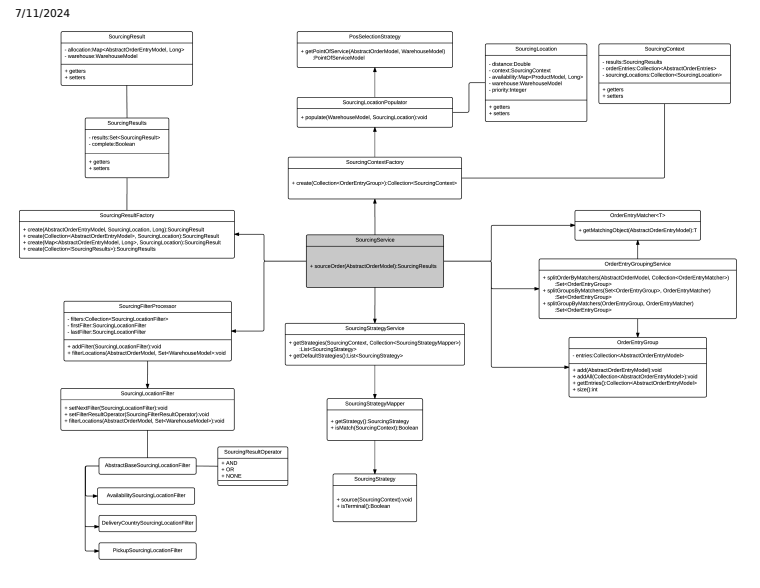 7/11/2024
SourcingResult
- allocation:Map<AbstractOrderEntryModel, Long>
- warehouse:WarehouseModel
+ getters
+ setters
PosSelectionStrategy
+ getPointOfService(AbstractOrderModel, WarehouseModel)
:PointOfServiceModel
SourcingLocation
- distance:Double
- context:SourcingContext
- availability:Map<ProductModel, Long>
- warehouse:WarehouseModel
- priority:Integer
+ getters
+ setters
SourcingContext
- results:SourcingResults
- orderEntries:Collection<AbstractOrderEntries>
- sourcingLocations:Collection<SourcingLocation>
+ getters
+ setters
SourcingLocationPopulator
+ populate(WarehouseModel, SourcingLocation):void
SourcingResults
- results:Set<SourcingResult>
- complete:Boolean
+ getters
+ setters
SourcingContextFactory
+ create(Collection<OrderEntryGroup>):Collection<SourcingContext>
SourcingResultFactory
+ create(AbstractOrderEntryModel, SourcingLocation, Long):SourcingResult
+ create(Collection<AbstractOrderEntryModel>, SourcingLocation):SourcingResult
+ create(Map<AbstractOrderEntryModel, Long>, SourcingLocation):SourcingResult
+ create(Collection<SourcingResults>):SourcingResults
OrderEntryMatcher<T>
+ getMatchingObject(AbstractOrderEntryModel):T
SourcingService
+ sourceOrder(AbstractOrderModel):SourcingResults
OrderEntryGroupingService
+ splitOrderByMatchers(AbstractOrderModel, Collection<OrderEntryMatcher>)
:Set<OrderEntryGroup>
+ splitGroupsByMatchers(Set<OrderEntryGroup>, OrderEntryMatcher)
:Set<OrderEntryGroup>
+ splitGroupByMatchers(OrderEntryGroup, OrderEntryMatcher)
:Set<OrderEntryGroup>
SourcingFilterProcessor
- filters:Collection<SourcingLocationFilter>
- firstFilter:SourcingLocationFilter
- lastFilter:SourcingLocationFilter
+ addFilter(SourcingLocationFilter):void
+ filterLocations(AbstractOrderModel, Set<WarehouseModel>:void
SourcingStrategyService
+ getStrategies(SourcingContext, Collection<SourcingStrategyMapper>)
:List<SourcingStrategy>
+ getDefaultStrategies():List<SourcingStrategy>
OrderEntryGroup
- entries:Collection<AbstractOrderEntryModel>
+ add(AbstractOrderEntryModel):void
+ addAll(Collection<AbstractOrderEntryModel>):void
+ getEntries():Collection<AbstractOrderEntryModel>
+ size():int
SourcingLocationFilter
+ setNextFilter(SourcingLocationFilter):void
+ setFilterResultOperator(SourcingFilterResultOperator):void
+ filterLocations(AbstractOrderModel, Set<WarehouseModel>):void
SourcingStrategyMapper
+ getStrategy():SourcingStrategy
+ isMatch(SourcingContext):Boolean
SourcingResultOperator
+ AND
+ OR
+ NONE
AbstractBaseSourcingLocationFilter
SourcingStrategy
+ source(SourcingContext):void
+ isTerminal():Boolean
AvailabilitySourcingLocationFilter
DeliveryCountrySourcingLocationFilter
PickupSourcingLocationFilter